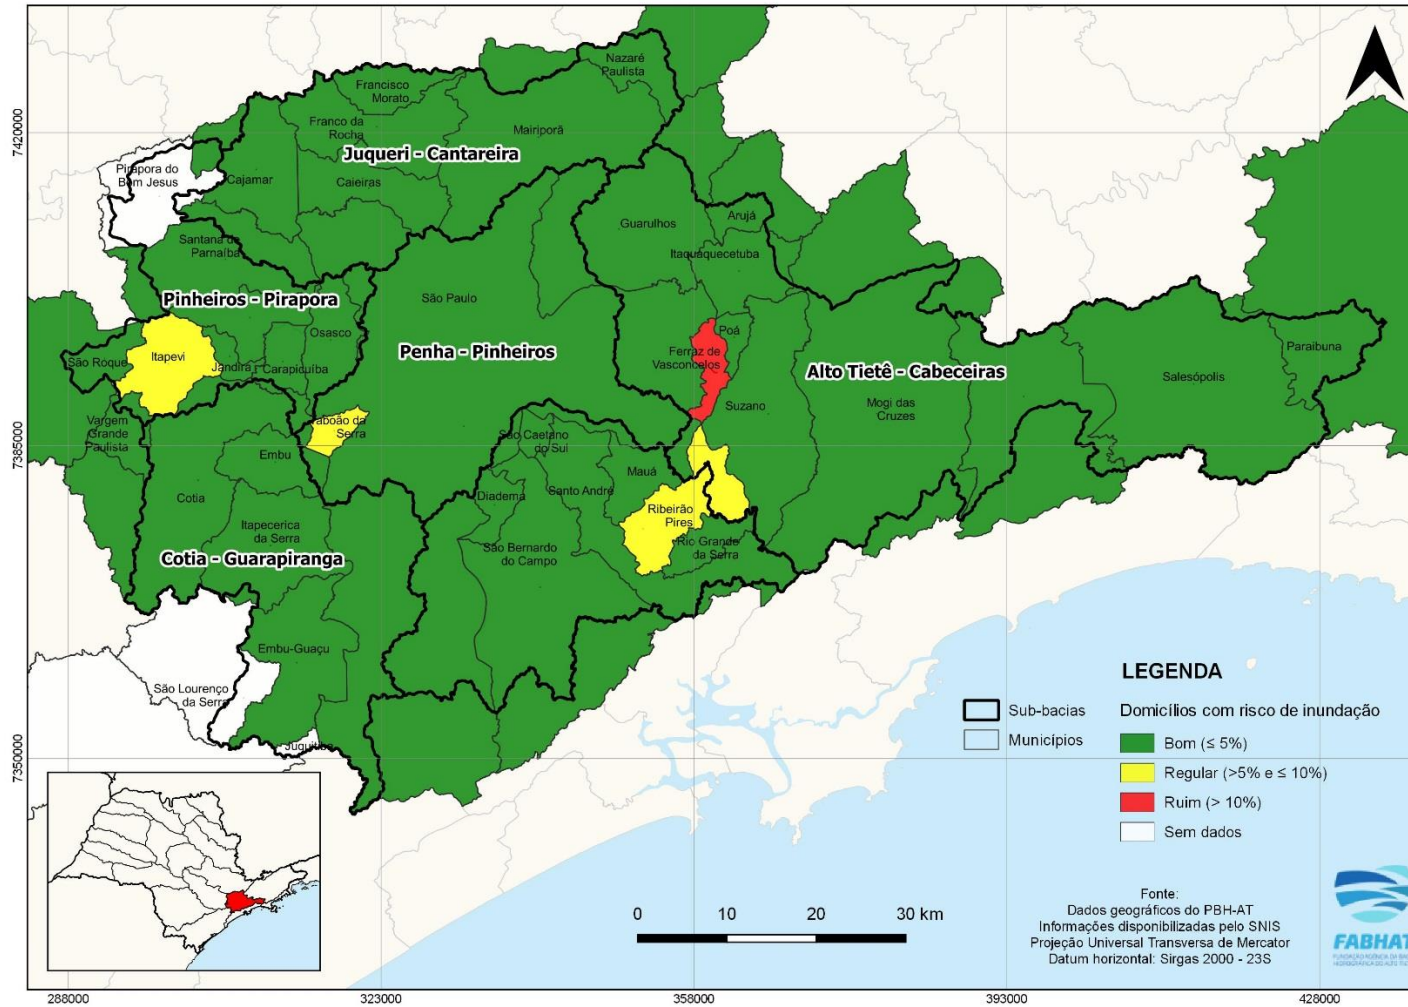 Nazaré
Paulista
Francisco
Morato
Franco da
Rocha
Mairiporã
Juqueri - Cantareira
Pirapora do
Bom Jesus
Cajamar
Caieiras
Guarulhos
Arujá
Santana de
Parnaíba
Itaquaquecetuba
Pinheiros - Pirapora
São Paulo
Osasco
Poá
Penha - Pinheiros
Ferraz de
Vasconcelos
São Roque
Itapevi
Jandira
Carapicuíba
Alto Tietê - Cabeceiras
Paraibuna
Salesópolis
Suzano
Mogi das
Cruzes
Vargem
Grande
Paulista
Taboão da
Serra
São Caetano
do Sul
Embu
Mauá
Cotia
Diadema
Santo André
Ribeirão
Pires
Itapecerica
da Serra
Rio Grande
da Serra
São Bernardo
do Campo
Cotia - Guarapiranga
Embu-Guaçu
São Lourenço
da Serra
Juquitiba
7420000
7385000
7350000
LEGENDA
Sub-bacias
Municípios
Domicílios com risco de inundação
Bom (≤ 5%)
Regular (>5% e ≤ 10%)
Ruim (> 10%)
Sem dados
0 10 20 30 km
Fonte:
Dados geográficos do PBH-AT
Informações disponibilizadas pelo SNIS
Projeção Universal Transversa de Mercator
Datum horizontal: Sirgas 2000 - 23S
FABHAT
288000 323000 358000 393000 428000